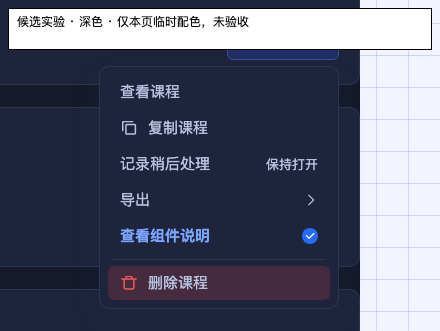 候选实验 · 深色 · 仅本页临时配色，未验收
查看课程
复制课程
记录稍后处理 保持打开
导出
查看组件说明
删除课程